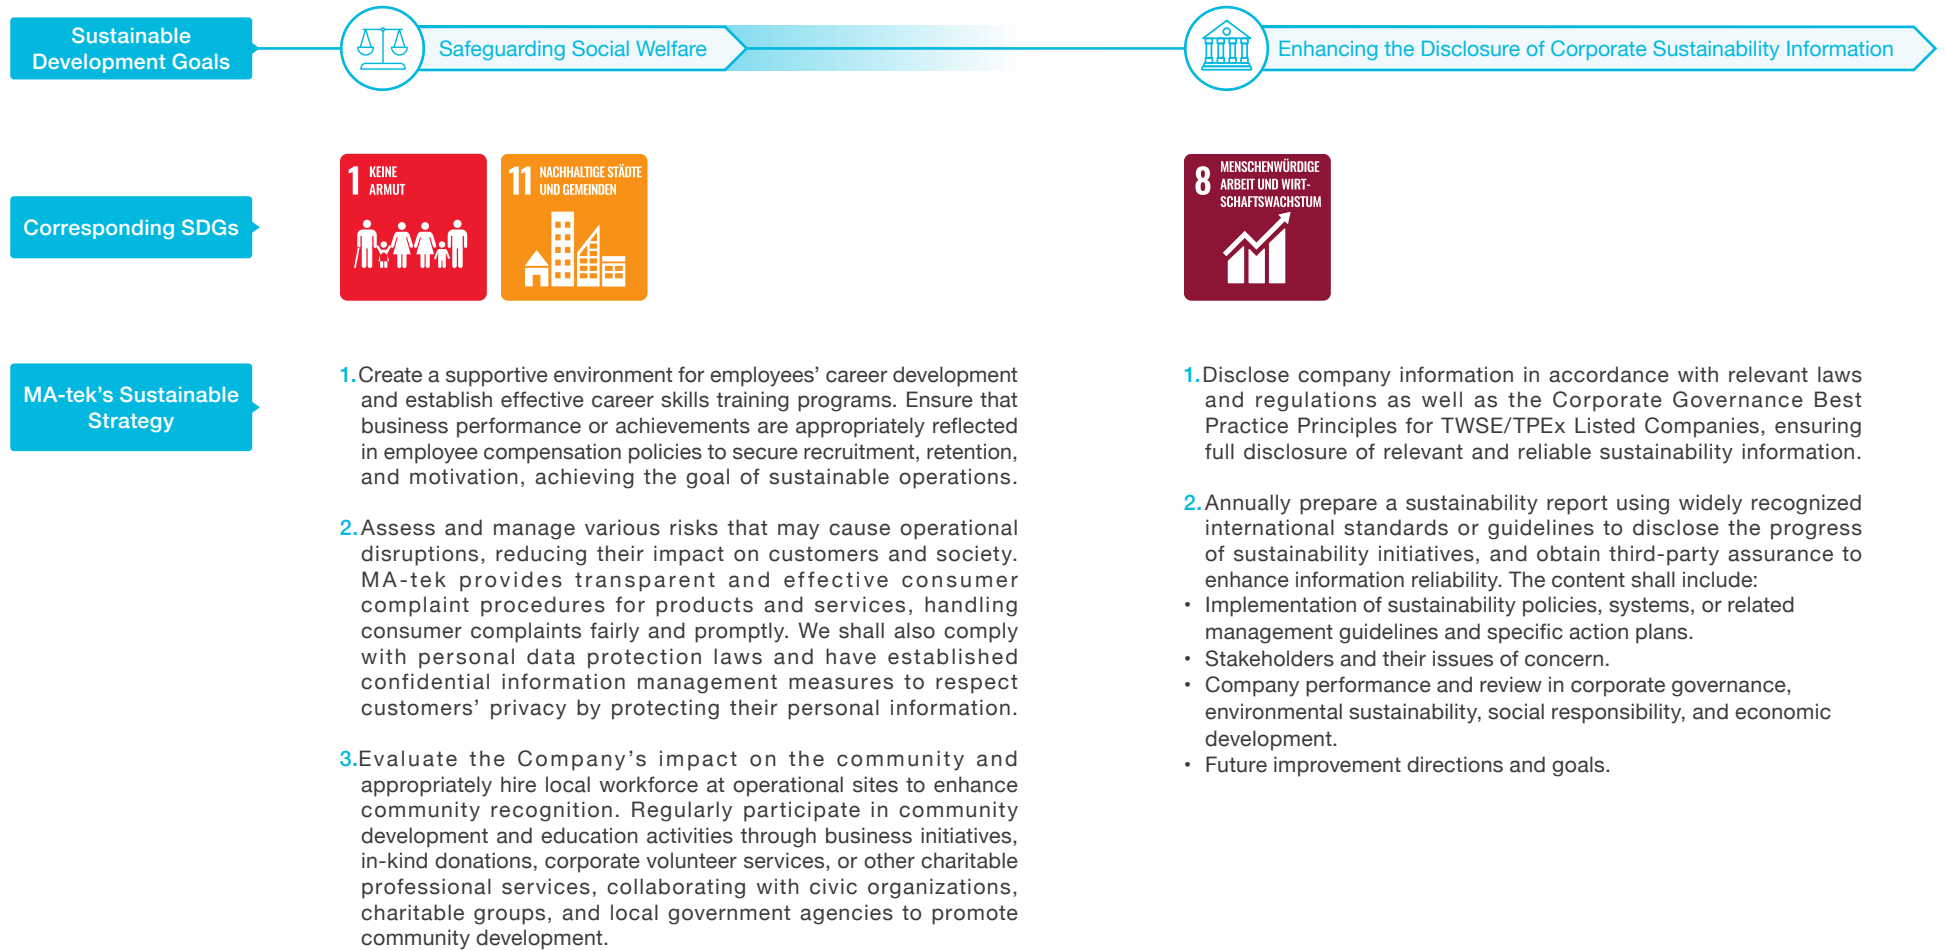 Sustainable
Development Goals
Safeguarding Social Welfare
Enhancing the Disclosure of Corporate Sustainability Information
Corresponding SDGs
1 KEINE
ARMUT
11 NACHHALTIGE STÄDTE
UND GEMEINDEN
8 MENSCHENWÜRDIGE
ARBEIT UND WIRT-
SCHAFTSWACHSTUM
MA-tek's Sustainable
Strategy
1. Create a supportive environment for employees' career development
and establish effective career skills training programs. Ensure that
business performance or achievements are appropriately reflected
in employee compensation policies to secure recruitment, retention,
and motivation, achieving the goal of sustainable operations.
2. Assess and manage various risks that may cause operational
disruptions, reducing their impact on customers and society.
MA-tek provides transparent and effective consumer
complaint procedures for products and services, handling
consumer complaints fairly and promptly. We shall also comply
with personal data protection laws and have established
confidential information management measures to respect
customers' privacy by protecting their personal information.
3. Evaluate the Company's impact on the community and
appropriately hire local workforce at operational sites to enhance
community recognition. Regularly participate in community
development and education activities through business initiatives,
in-kind donations, corporate volunteer services, or other charitable
professional services, collaborating with civic organizations,
charitable groups, and local government agencies to promote
community development.
1. Disclose company information in accordance with relevant laws
and regulations as well as the Corporate Governance Best
Practice Principles for TWSE/TPEx Listed Companies, ensuring
full disclosure of relevant and reliable sustainability information.
2. Annually prepare a sustainability report using widely recognized
international standards or guidelines to disclose the progress
of sustainability initiatives, and obtain third-party assurance to
enhance information reliability. The content shall include:
• Implementation of sustainability policies, systems, or related
management guidelines and specific action plans.
• Stakeholders and their issues of concern.
• Company performance and review in corporate governance,
environmental sustainability, social responsibility, and economic
development.
• Future improvement directions and goals.